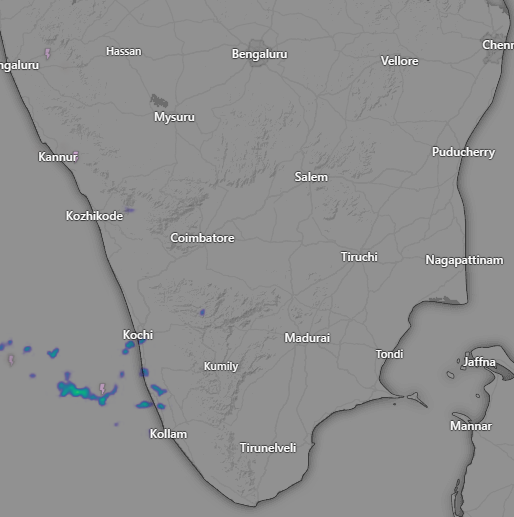 Hassan
Bengaluru
Chenn
Vellore
ngaluru
Mysuru
Kannur
Puducherry
Salem
Kozhikode
Coimbatore
Tiruchi
Nagapattinam
Kochi
Madurai
Tondi
Kumily
Jaffna
Mannar
Kollam
Tirunelveli